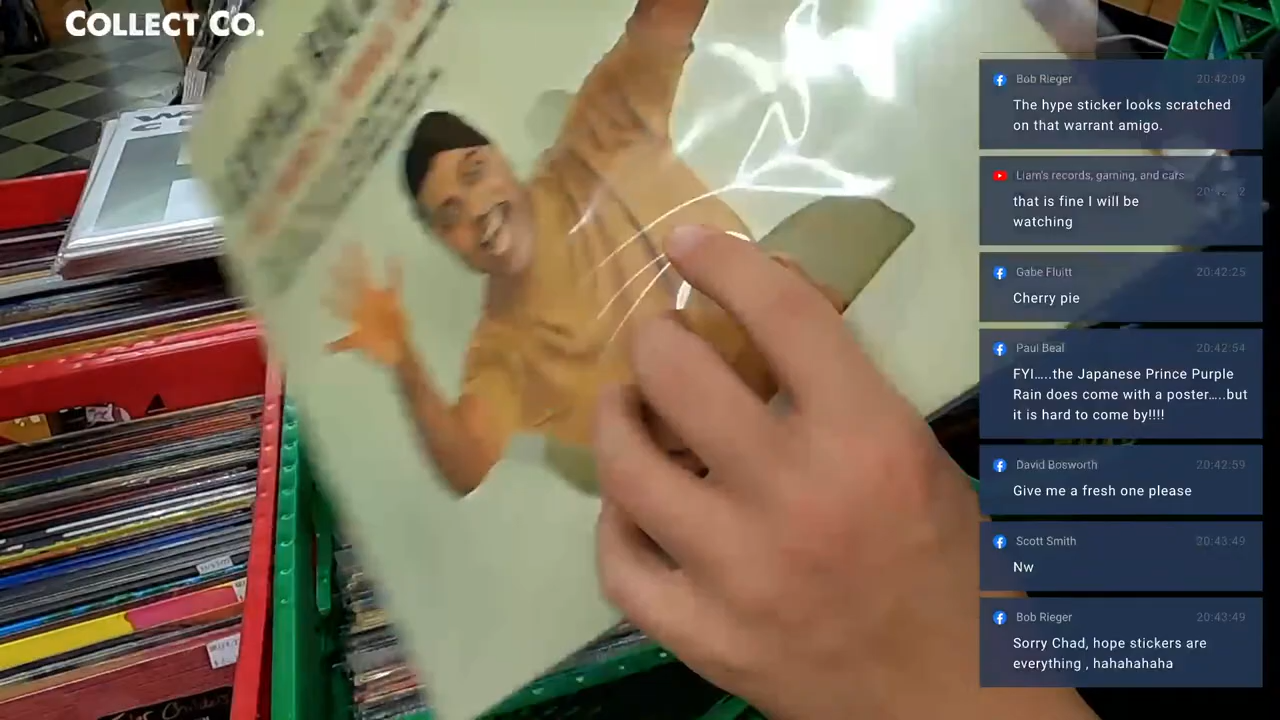 COLLECT CO.
Bob Rieger 20:42:09
The hype sticker looks scratched
on that warrant amigo.
Liam's records, gaming, and cars
that is fine I will be
watching
Gabe Fluitt 20:42:25
Cherry pie
Paul Beal 20:42:54
FYI.....the Japanese Prince Purple
Rain does come with a poster.....but
it is hard to come by!!!!
David Bosworth 20:42:59
Give me a fresh one please
Scott Smith 20:43:49
Nw
Bob Rieger 20:43:49
Sorry Chad, hope stickers are
everything , hahahahaha